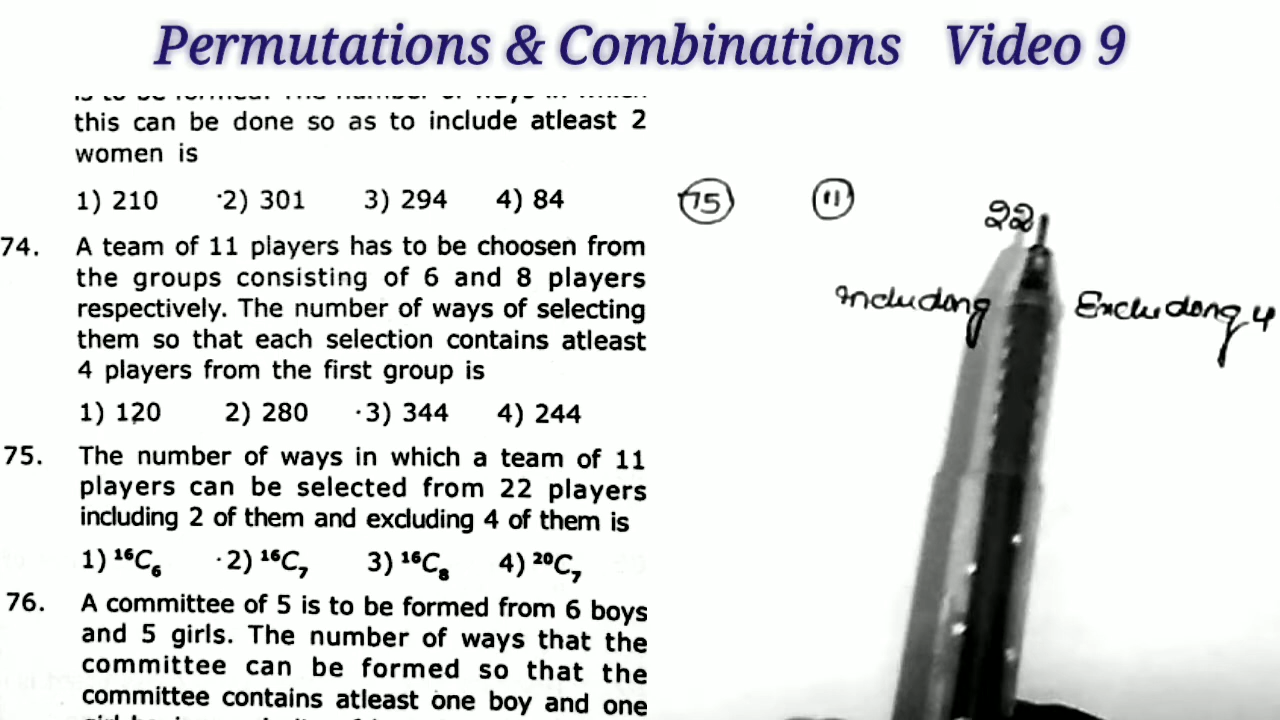 Permutations & Combinations Video 9
this can be done so as to include atleast 2
women is
1) 210 2) 301 3) 294 4) 84
74. A team of 11 players has to be choosen from
the groups consisting of 6 and 8 players
respectively. The number of ways of selecting
them so that each selection contains atleast
4 players from the first group is
1) 120 2) 280 3) 344 4) 244
75. The number of ways in which a team of 11
players can be selected from 22 players
including 2 of them and excluding 4 of them is
1) ¹⁶C₆ 2) ¹⁶C₇ 3) ¹⁶C₈ 4) ²⁰C₇
76. A committee of 5 is to be formed from 6 boys
and 5 girls. The number of ways that the
committee can be formed so that the
committee contains atleast one boy and one
75 11 22
Including Excluding 4